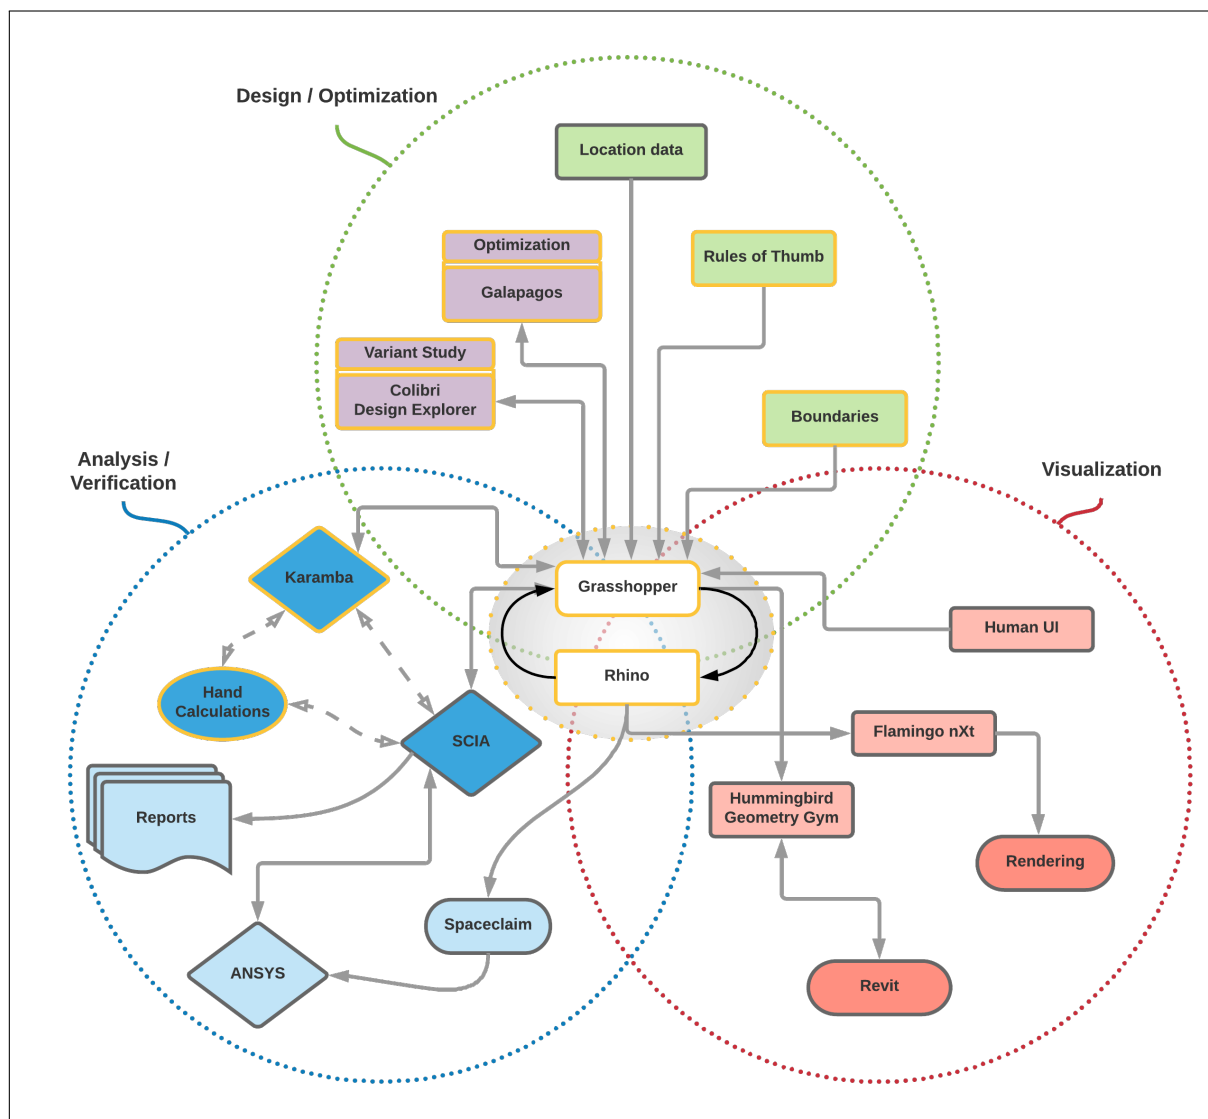 Design / Optimization
Location data
Optimization
Galapagos
Rules of Thumb
Variant Study
Colibri
Design Explorer
Boundaries
Analysis /
Verification
Visualization
Karamba
Grasshopper
Human UI
Rhino
Hand
Calculations
SCIA
Flamingo nXt
Reports
Hummingbird
Geometry Gym
Rendering
Spaceclaim
ANSYS
Revit